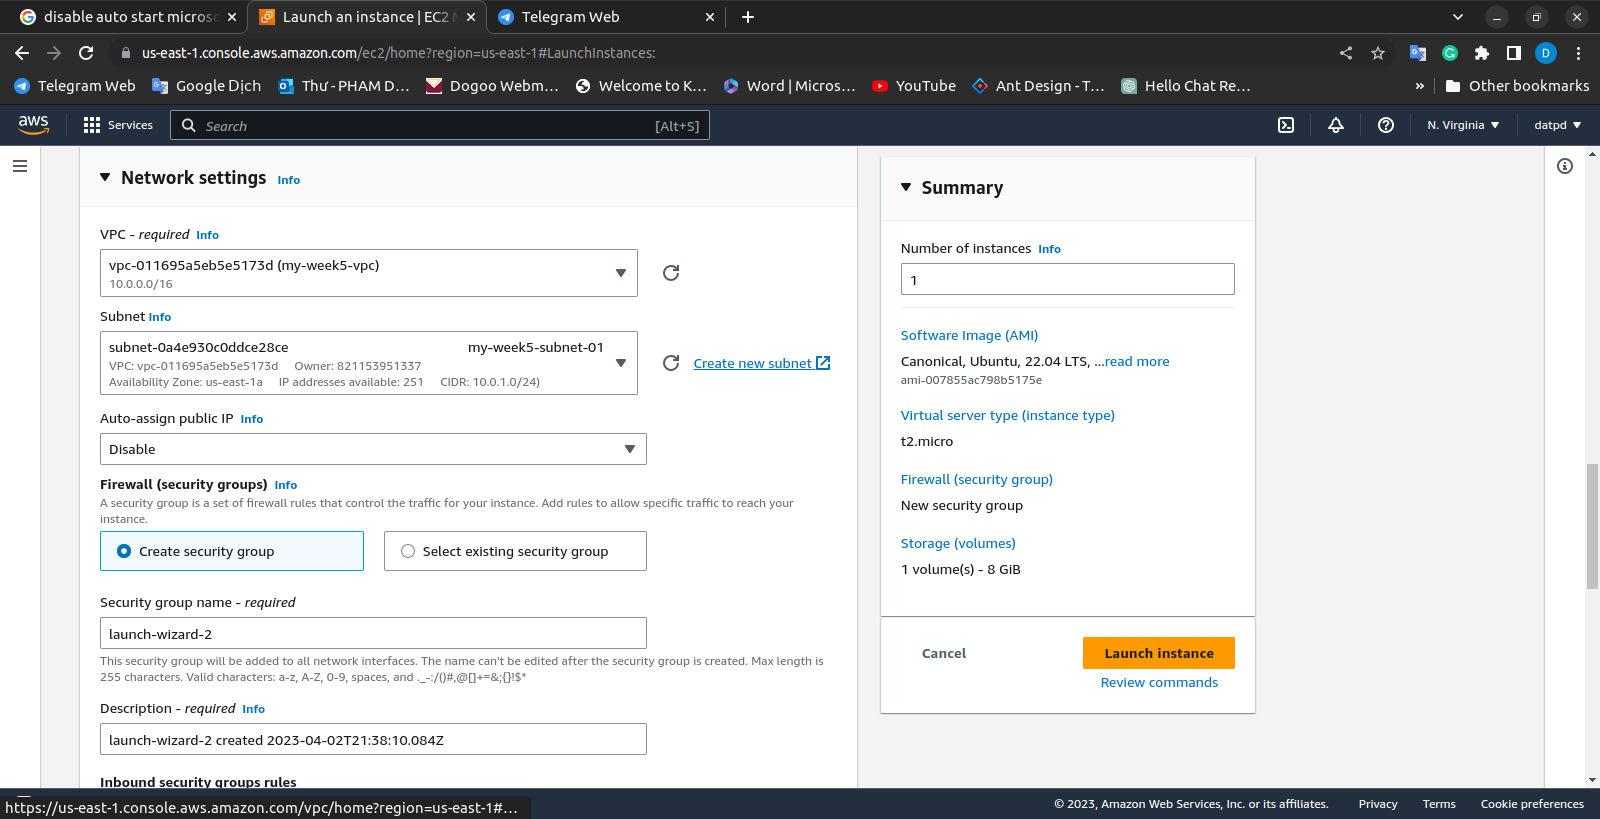 disable auto start micros
Launch an instance | EC2 M
Telegram Web
us-east-1.console.aws.amazon.com/ec2/home?region=us-east-1#LaunchInstances:
D
Telegram Web
Google Dịch
Thư - PHAM D...
Dogoo Webm...
Welcome to K...
Word | Micros...
YouTube
Ant Design - T...
Hello Chat Re...
»
Other bookmarks
aws
Services
Search
[Alt+S]
N. Virginia
datpd
Network settings Info
VPC - required Info
vpc-011695a5eb5e5173d (my-week5-vpc)
10.0.0.0/16
Subnet Info
subnet-0a4e930c0ddce28ce my-week5-subnet-01
VPC: vpc-011695a5eb5e5173d Owner: 821153951337
Availability Zone: us-east-1a IP addresses available: 251 CIDR: 10.0.1.0/24)
Create new subnet
Auto-assign public IP Info
Disable
Firewall (security groups) Info
A security group is a set of firewall rules that control the traffic for your instance. Add rules to allow specific traffic to reach your
instance.
Create security group
Select existing security group
Security group name - required
launch-wizard-2
This security group will be added to all network interfaces. The name can't be edited after the security group is created. Max length is
255 characters. Valid characters: a-z, A-Z, 0-9, spaces, and ._-:/()#,@[]+=&;{}!$*
Description - required Info
launch-wizard-2 created 2023-04-02T21:38:10.084Z
Inbound security groups rules
Summary
Number of instances Info
1
Software Image (AMI)
Canonical, Ubuntu, 22.04 LTS, ...read more
ami-007855ac798b5175e
Virtual server type (instance type)
t2.micro
Firewall (security group)
New security group
Storage (volumes)
1 volume(s) - 8 GiB
Cancel
Launch instance
Review commands
https://us-east-1.console.aws.amazon.com/vpc/home?region=us-east-1#...
© 2023, Amazon Web Services, Inc. or its affiliates.
Privacy
Terms
Cookie preferences